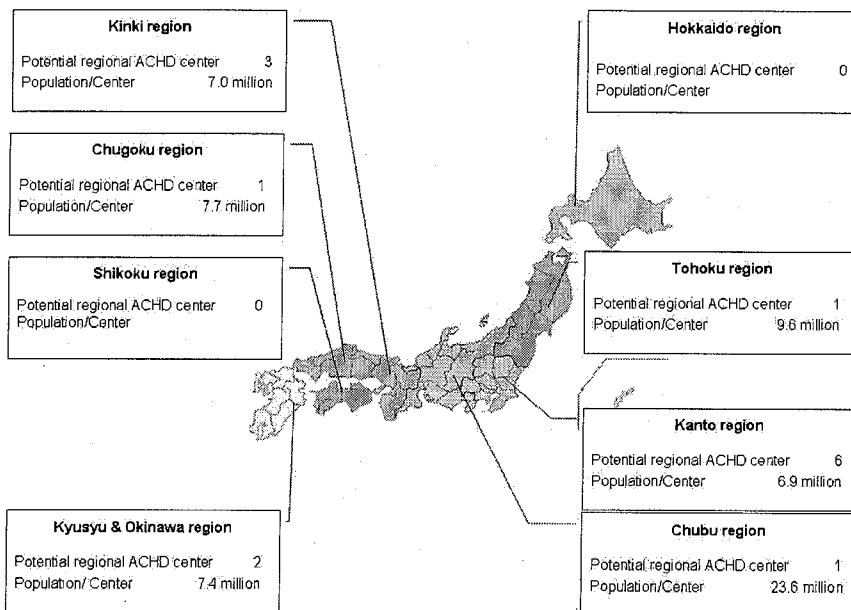 Kinki region
Potential regional ACHD center 3
Population/Center 7.0 million
Chugoku region
Potential regional ACHD center 1
Population/Center 7.7 million
Shikoku region
Potential regional ACHD center 0
Population/Center
Kyusyu & Okinawa region
Potential regional ACHD center 2
Population/ Center 7.4 million
Hokkaido region
Potential regional ACHD center 0
Population/Center
Tohoku region
Potential regional ACHD center 1
Population/Center 9.6 million
Kanto region
Potential regional ACHD center 6
Population/Center 6.9 million
Chubu region
Potential regional ACHD center 1
Population/Center 23.6 million